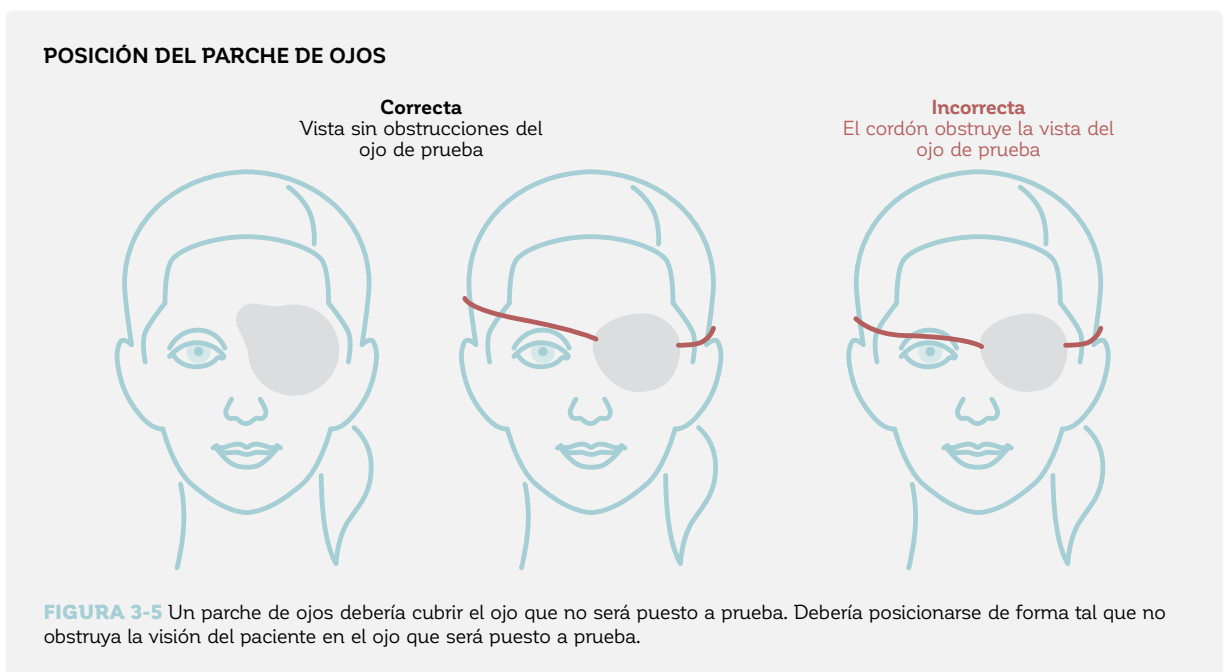 POSICIÓN DEL PARCHE DE OJOS
Correcta
Vista sin obstrucciones del
ojo de prueba
Incorrecta
El cordón obstruye la vista del
ojo de prueba
FIGURA 3-5 Un parche de ojos debería cubrir el ojo que no será puesto a prueba. Debería posicionarse de forma tal que no
obstruya la visión del paciente en el ojo que será puesto a prueba.